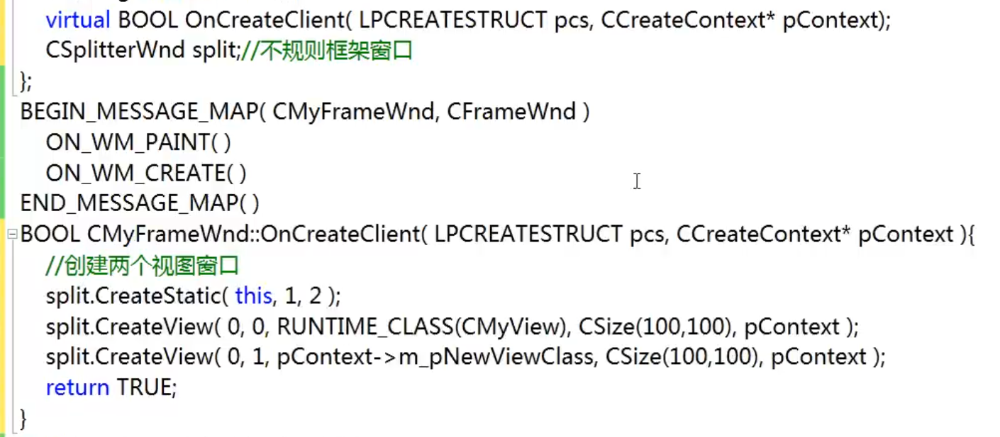 virtual BOOL OnCreateClient( LPCREATESTRUCT pcs, CCreateContext* pContext);
CSplitterWnd split;//不规则框架窗口
};
BEGIN_MESSAGE_MAP( CMyFrameWnd, CFrameWnd )
ON_WM_PAINT( )
ON_WM_CREATE( )
END_MESSAGE_MAP( )
BOOL CMyFrameWnd::OnCreateClient( LPCREATESTRUCT pcs, CCreateContext* pContext ){
//创建两个视图窗口
split.CreateStatic( this, 1, 2 );
split.CreateView( 0, 0, RUNTIME_CLASS(CMyView), CSize(100,100), pContext );
split.CreateView( 0, 1, pContext->m_pNewViewClass, CSize(100,100), pContext );
return TRUE;
}